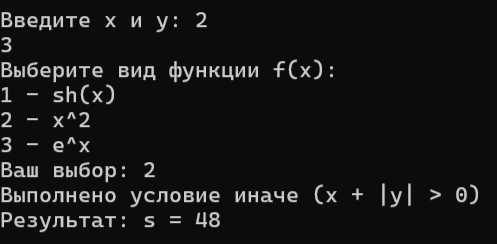 Введите x и y: 2
3
Выберите вид функции f(x):
1 - sh(x)
2 - x^2
3 - e^x
Ваш выбор: 2
Выполнено условие иначе (x + |y| > 0)
Результат: s = 48